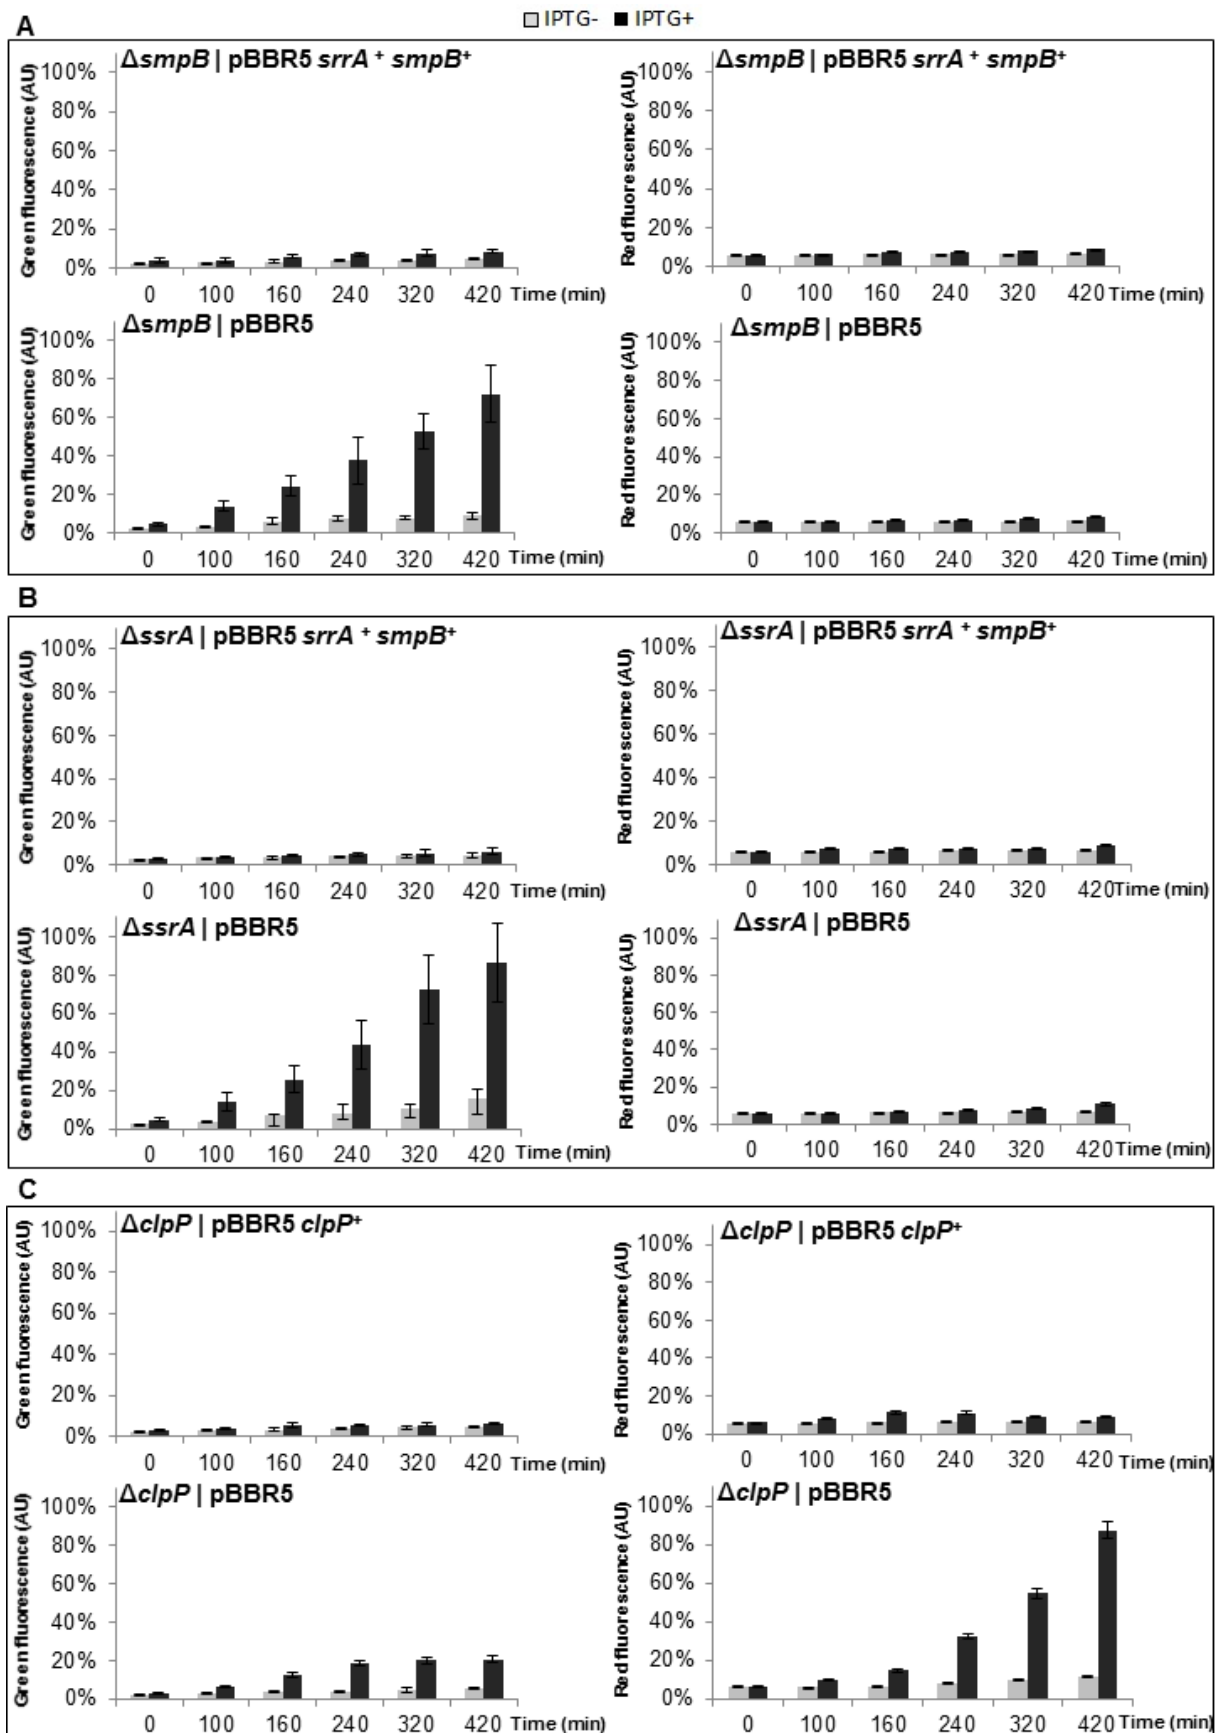 IPTG- IPTG+
A
ΔsmpB | pBBR5 srrA + smpB+
Green fluorescence (AU)
100%
80%
60%
40%
20%
0%
0 100 160 240 320 420 Time (min)
ΔsmpB | pBBR5 srrA + smpB+
Red fluorescence (AU)
100%
80%
60%
40%
20%
0%
0 100 160 240 320 420 Time (min)
ΔsmpB | pBBR5
Green fluorescence (AU)
100%
80%
60%
40%
20%
0%
0 100 160 240 320 420 Time (min)
ΔsmpB | pBBR5
Red fluorescence (AU)
100%
80%
60%
40%
20%
0%
0 100 160 240 320 420 Time (min)
B
ΔssrA | pBBR5 srrA + smpB+
Green fluorescence (AU)
100%
80%
60%
40%
20%
0%
0 100 160 240 320 420 Time (min)
ΔssrA | pBBR5 srrA + smpB+
Red fluorescence (AU)
100%
80%
60%
40%
20%
0%
0 100 160 240 320 420 Time (min)
ΔssrA | pBBR5
Green fluorescence (AU)
100%
80%
60%
40%
20%
0%
0 100 160 240 320 420 Time (min)
ΔssrA | pBBR5
Red fluorescence (AU)
100%
80%
60%
40%
20%
0%
0 100 160 240 320 420 Time (min)
C
ΔclpP | pBBR5 clpP+
Green fluorescence (AU)
100%
80%
60%
40%
20%
0%
0 100 160 240 320 420 Time (min)
ΔclpP | pBBR5 clpP+
Red fluorescence (AU)
100%
80%
60%
40%
20%
0%
0 100 160 240 320 420 Time (min)
ΔclpP | pBBR5
Green fluorescence (AU)
100%
80%
60%
40%
20%
0%
0 100 160 240 320 420 Time (min)
ΔclpP | pBBR5
Red fluorescence (AU)
100%
80%
60%
40%
20%
0%
0 100 160 240 320 420 Time (min)